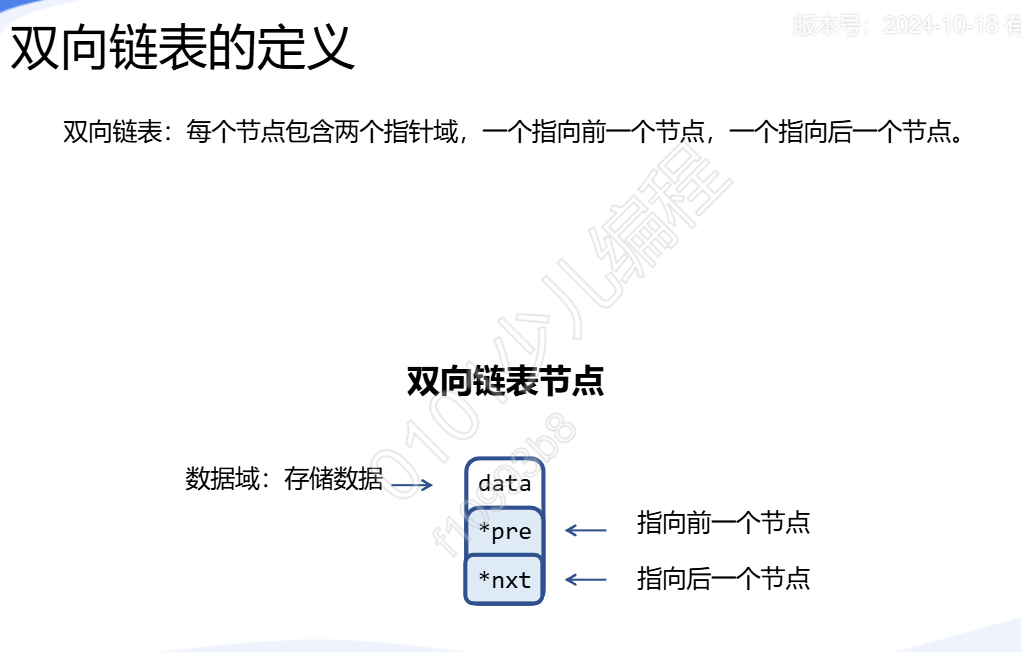 版本号：2024-10-18 有
双向链表的定义
双向链表：每个节点包含两个指针域，一个指向前一个节点，一个指向后一个节点。
0101少儿编程
双向链表节点
数据域：存储数据
data
*pre
指向前一个节点
*nxt
指向后一个节点